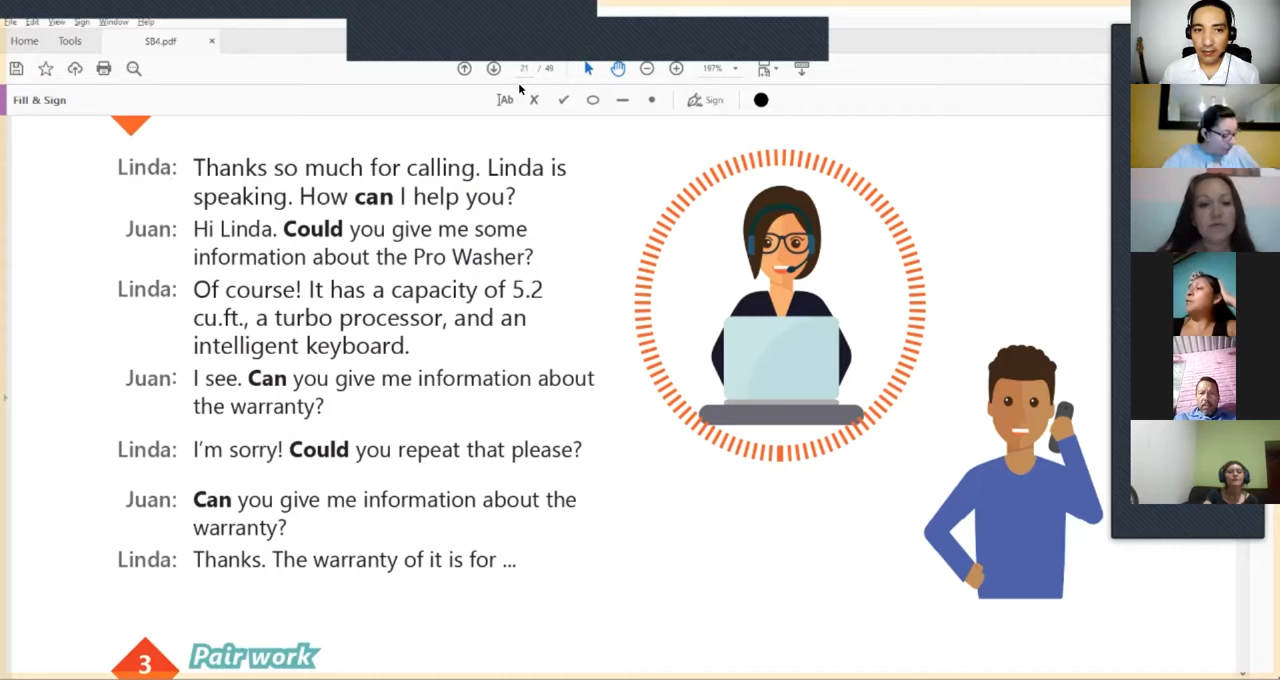 File Edit View Sign Window Help
Home Tools SB4.pdf ×
21 / 49 197%
Fill & Sign Ab Sign
Linda: Thanks so much for calling. Linda is
speaking. How can I help you?
Juan: Hi Linda. Could you give me some
information about the Pro Washer?
Linda: Of course! It has a capacity of 5.2
cu.ft., a turbo processor, and an
intelligent keyboard.
Juan: I see. Can you give me information about
the warranty?
Linda: I'm sorry! Could you repeat that please?
Juan: Can you give me information about the
warranty?
Linda: Thanks. The warranty of it is for ...
3 Pair work